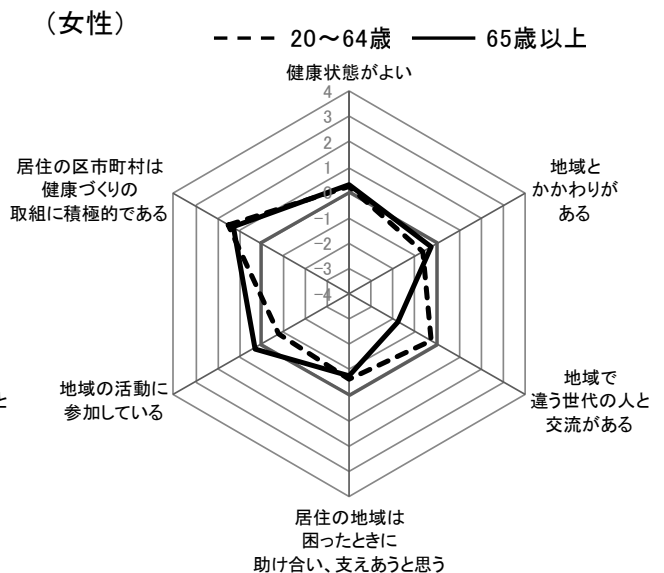 （女性）
20～64歳 65歳以上
健康状態がよい
4
3
2
1
0
−1
−2
−3
−4
地域と
かかわりが
ある
地域で
違う世代の人と
交流がある
居住の地域は
困ったときに
助け合い、支えあうと思う
地域の活動に
参加している
と
居住の区市町村は
健康づくりの
取組に積極的である